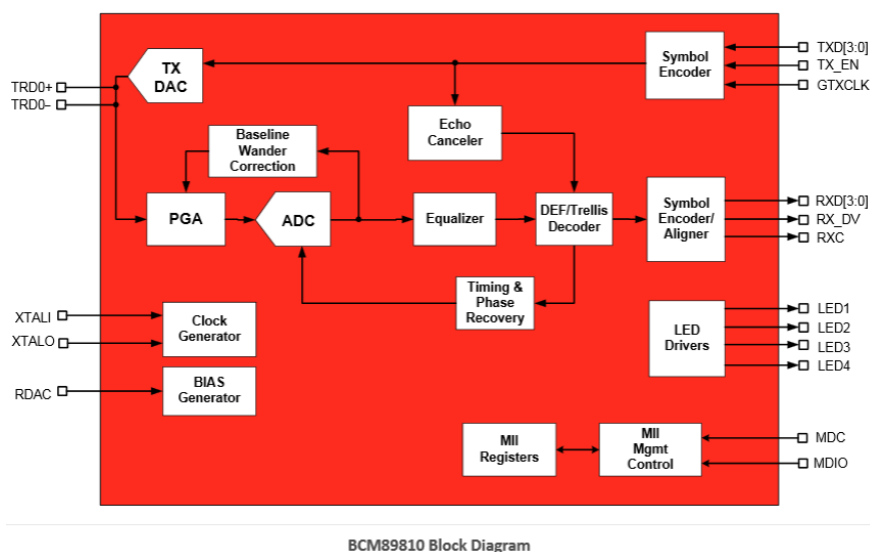 TXD[3:0]
TX_EN
GTXCLK
Symbol
Encoder
TX
DAC
TRD0+
TRD0–
Echo
Canceler
Baseline
Wander
Correction
PGA
ADC
Equalizer
DEF/Trellis
Decoder
Symbol
Encoder/
Aligner
RXD[3:0]
RX_DV
RXC
Timing &
Phase
Recovery
XTALI
XTALO
Clock
Generator
LED
Drivers
LED1
LED2
LED3
LED4
RDAC
BIAS
Generator
MII
Registers
MII
Mgmt
Control
MDC
MDIO
BCM89810 Block Diagram